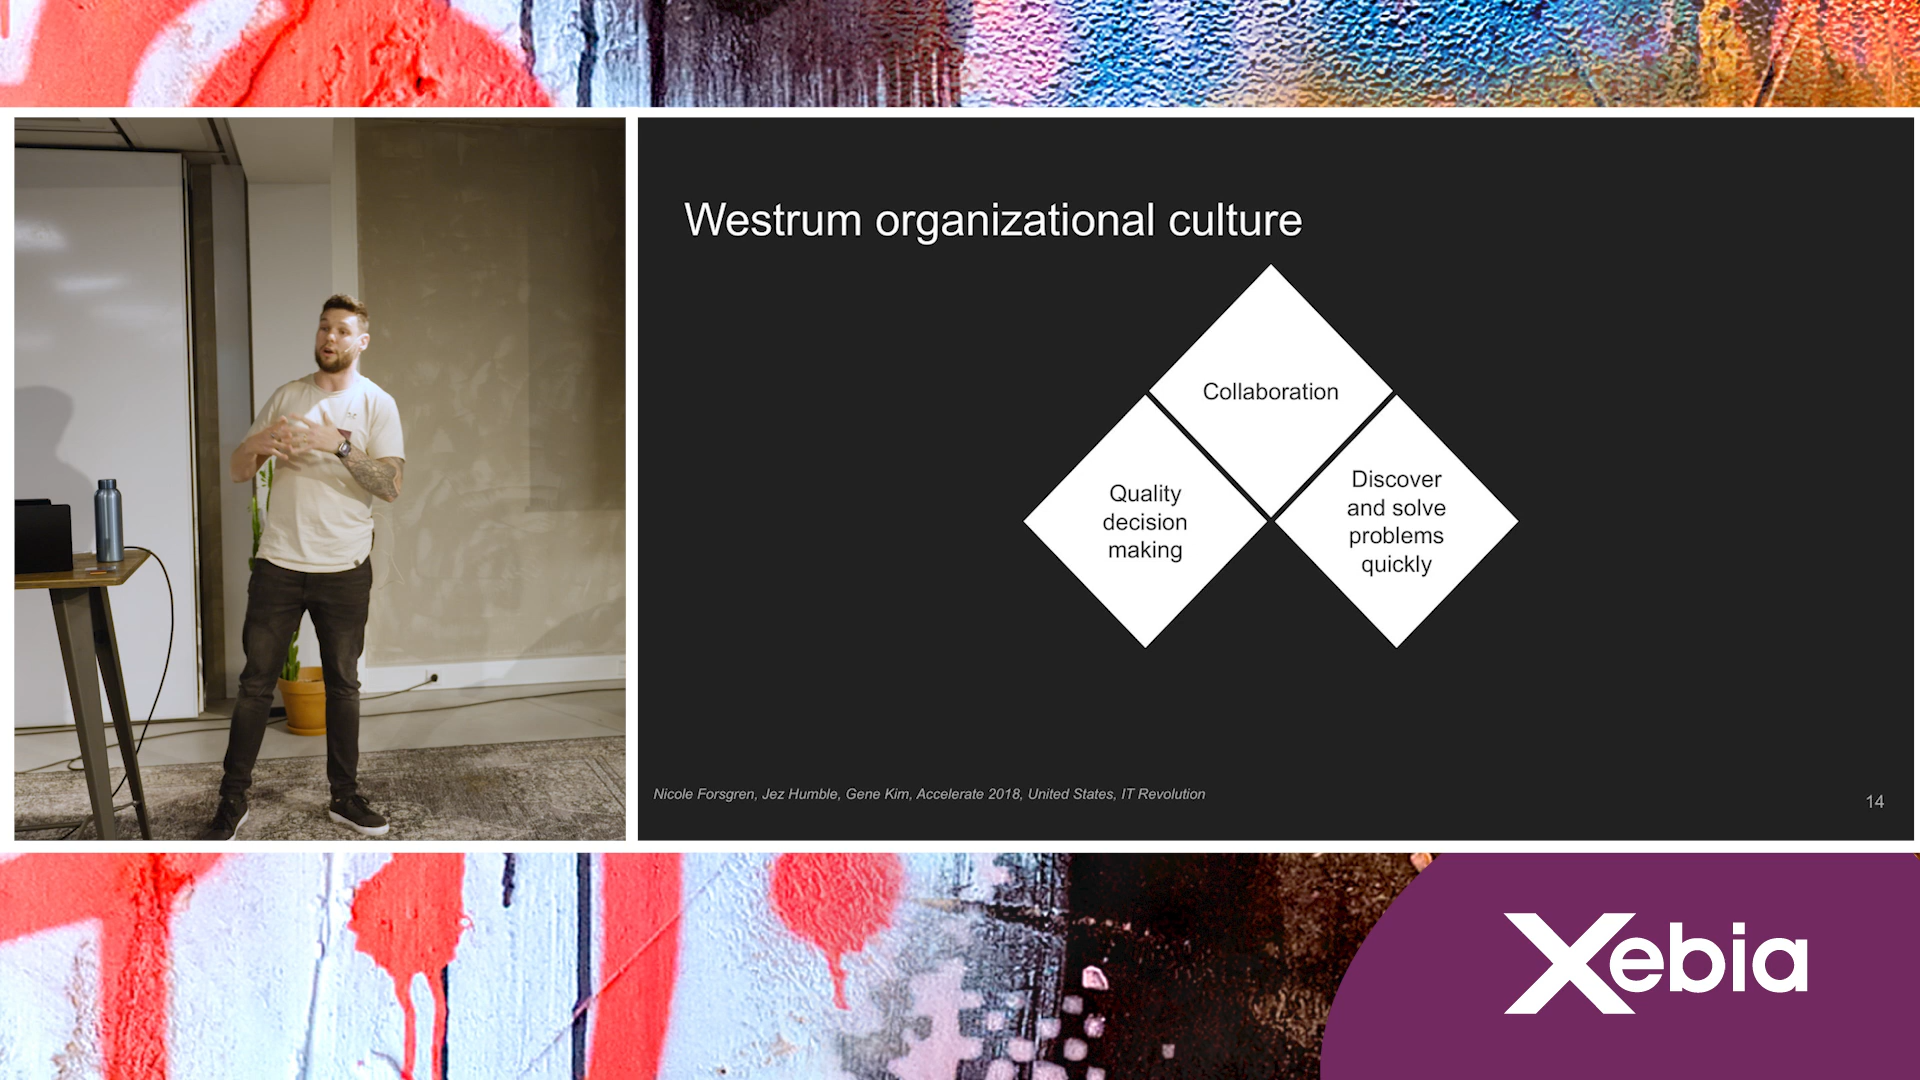 Westrum organizational culture
Collaboration
Quality
decision
making
Discover
and solve
problems
quickly
Nicole Forsgren, Jez Humble, Gene Kim, Accelerate 2018, United States, IT Revolution
14
Xebia